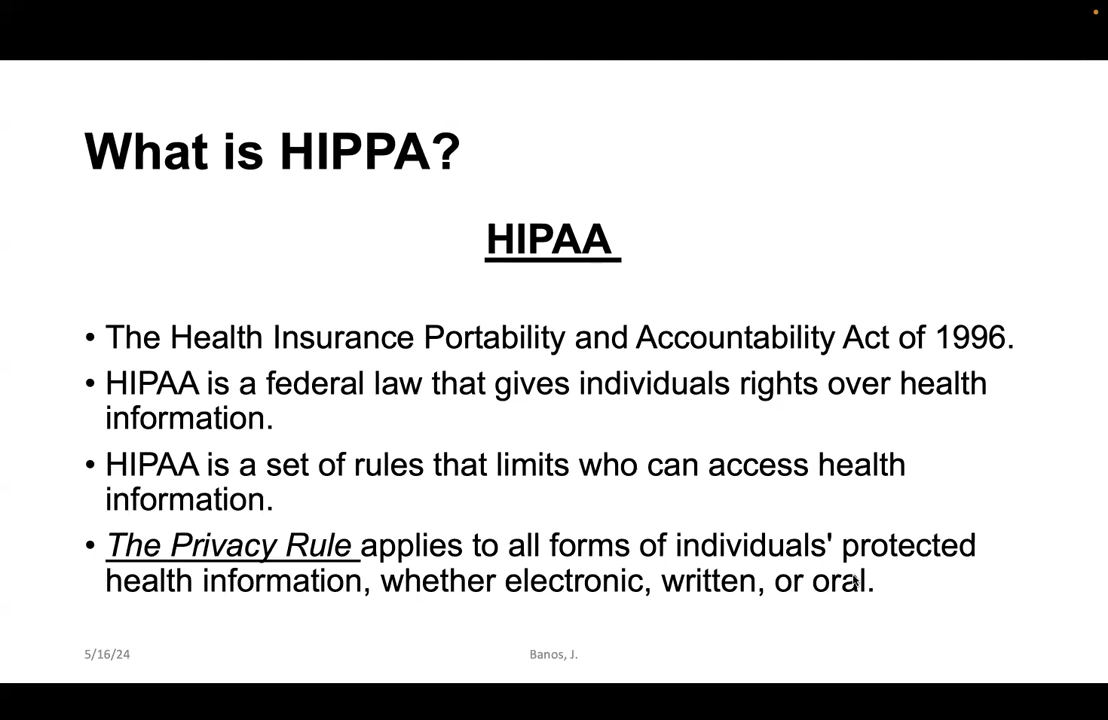 What is HIPPA?
HIPAA
• The Health Insurance Portability and Accountability Act of 1996.
• HIPAA is a federal law that gives individuals rights over health
information.
• HIPAA is a set of rules that limits who can access health
information.
• The Privacy Rule applies to all forms of individuals' protected
health information, whether electronic, written, or oral.
5/16/24
Banos, J.